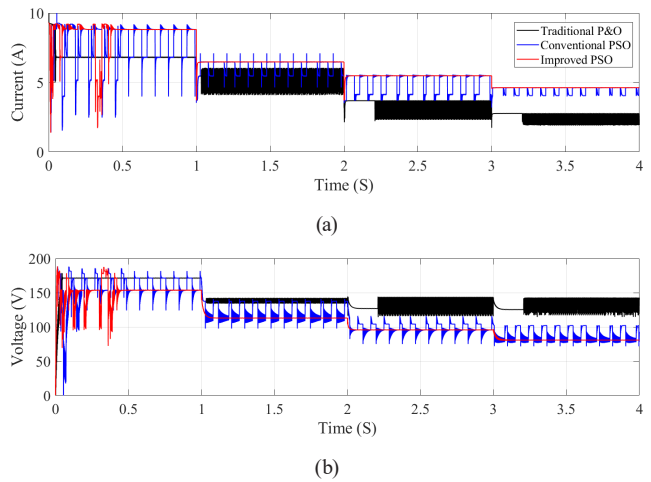 10
5
0
Current (A)
Traditional P&O
Conventional PSO
Improved PSO
0 0.5 1 1.5 2 2.5 3 3.5 4
Time (S)
(a)
200
150
100
50
0
Voltage (V)
0 0.5 1 1.5 2 2.5 3 3.5 4
Time (S)
(b)